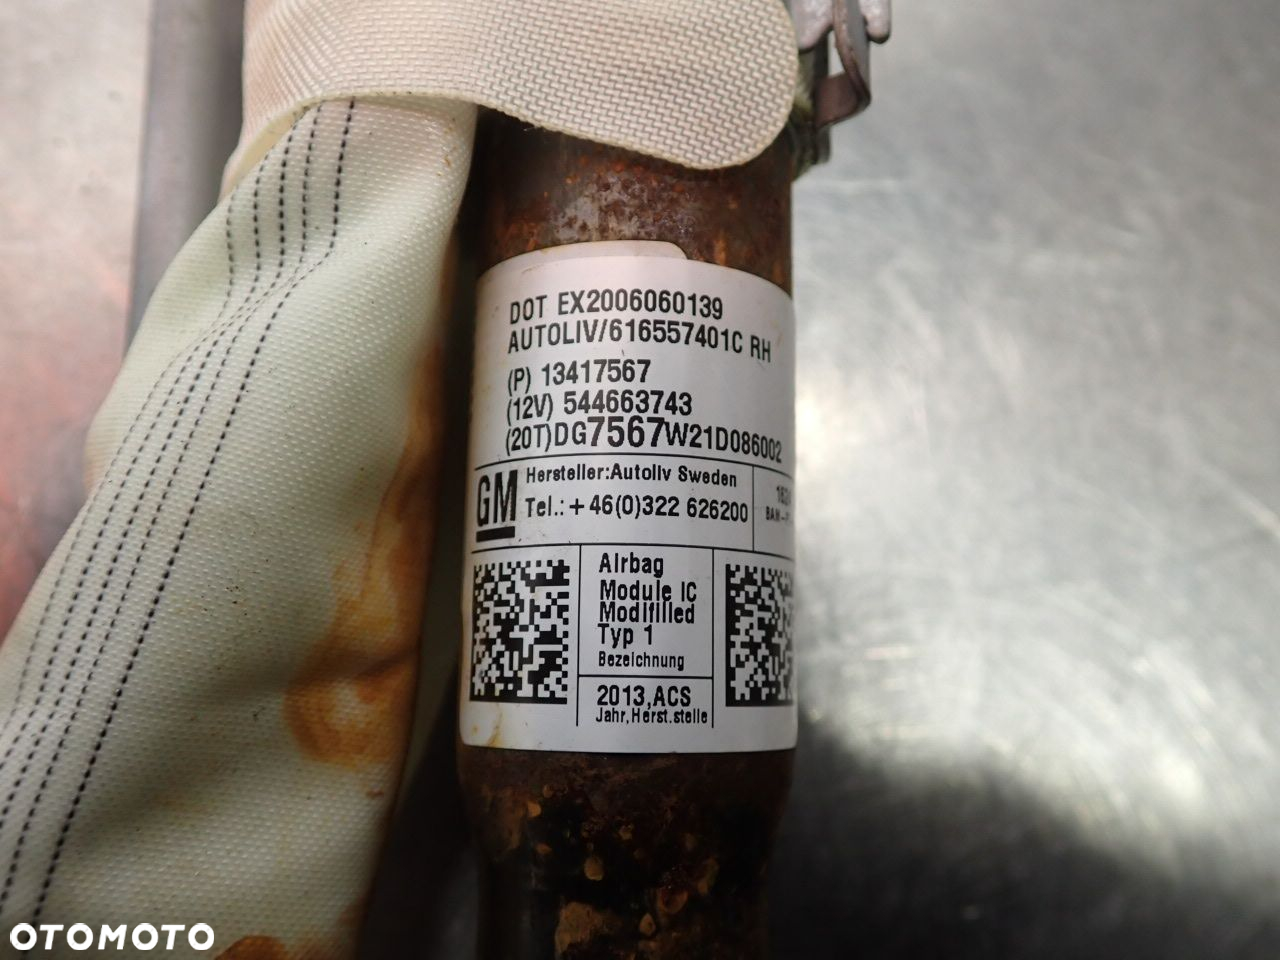 DOT EX2006060139
AUTOLIV/616557401C RH
(P) 13417567
(12V) 544663743
(20T)DG7567W21D086002
GM
Hersteller:Autoliv Sweden
Tel.: +46(0)322 626200
BAM-P
Airbag
Module IC
Modifilled
Typ 1
Bezeichnung
2013,ACS
Jahr,Herst.stelle
OTOMOTO